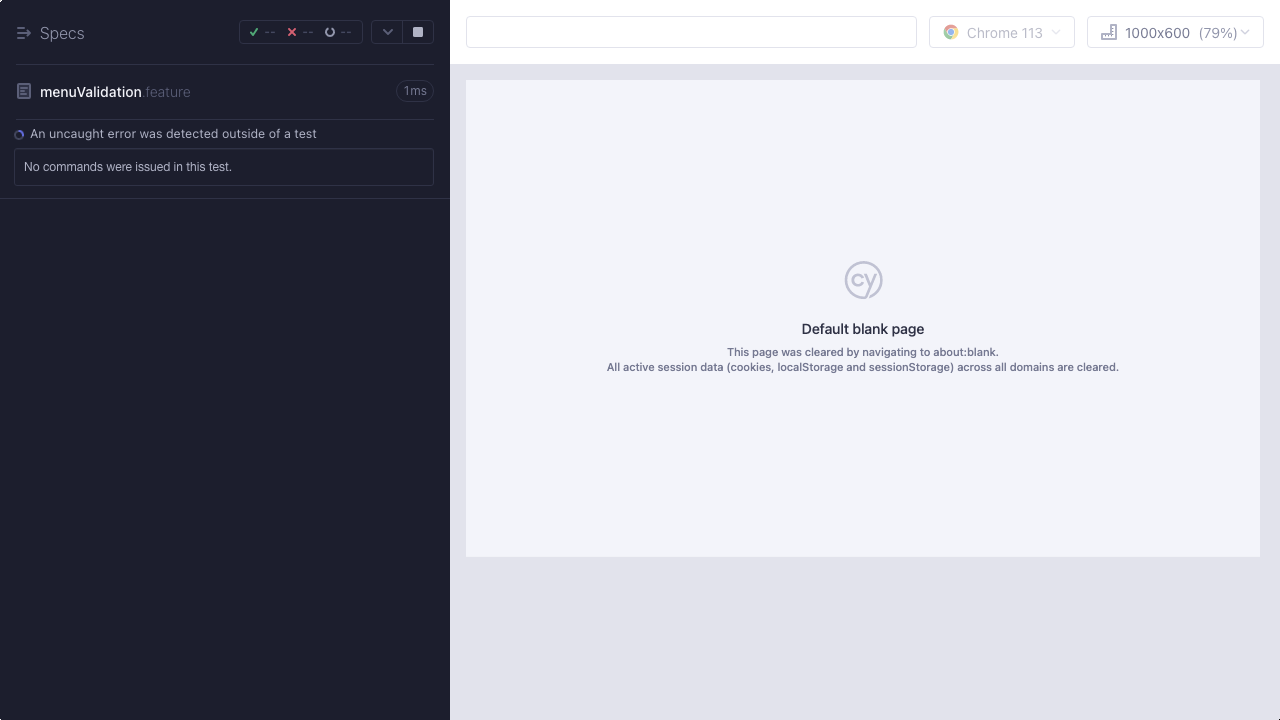 Specs
--
--
--
Chrome 113
1000x600 (79%)
menuValidation.feature
1ms
An uncaught error was detected outside of a test
No commands were issued in this test.
cy
Default blank page
This page was cleared by navigating to about:blank.
All active session data (cookies, localStorage and sessionStorage) across all domains are cleared.